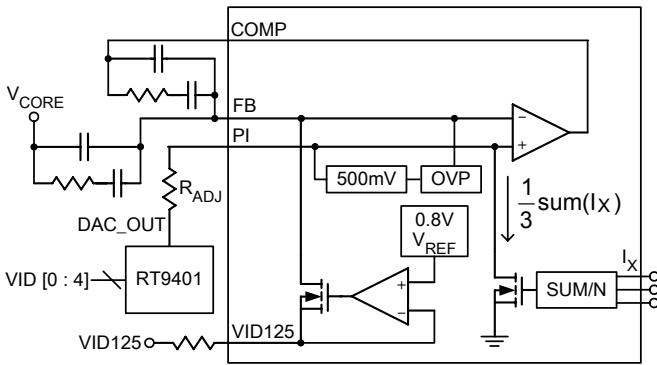 COMP
V_CORE
FB
PI
500mV
OVP
−
+
R_ADJ
1/3 sum(I_X)
DAC_OUT
0.8V
V_REF
I_X
VID [0 : 4]
RT9401
+
−
SUM/N
VID125
VID125